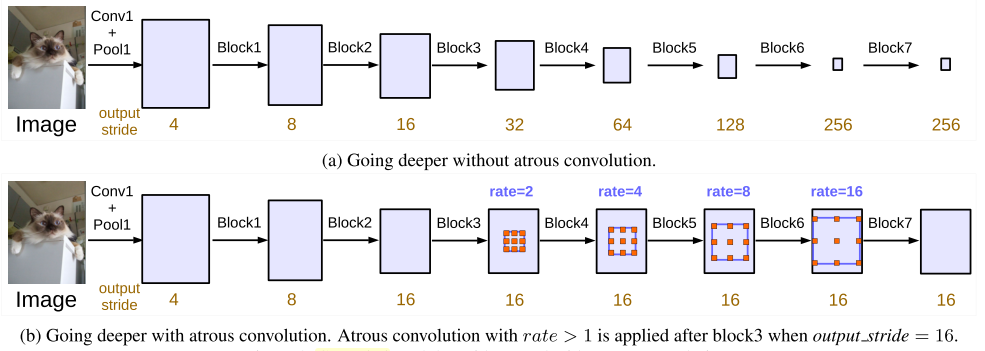 Conv1
+
Pool1
Block1 Block2 Block3 Block4 Block5 Block6 Block7
Image
output
stride
4 8 16 32 64 128 256 256
(a) Going deeper without atrous convolution.
rate=2 rate=4 rate=8 rate=16
Conv1
+
Pool1
Block1 Block2 Block3 Block4 Block5 Block6 Block7
Image
output
stride
4 8 16 16 16 16 16 16
(b) Going deeper with atrous convolution. Atrous convolution with rate > 1 is applied after block3 when output_stride = 16.